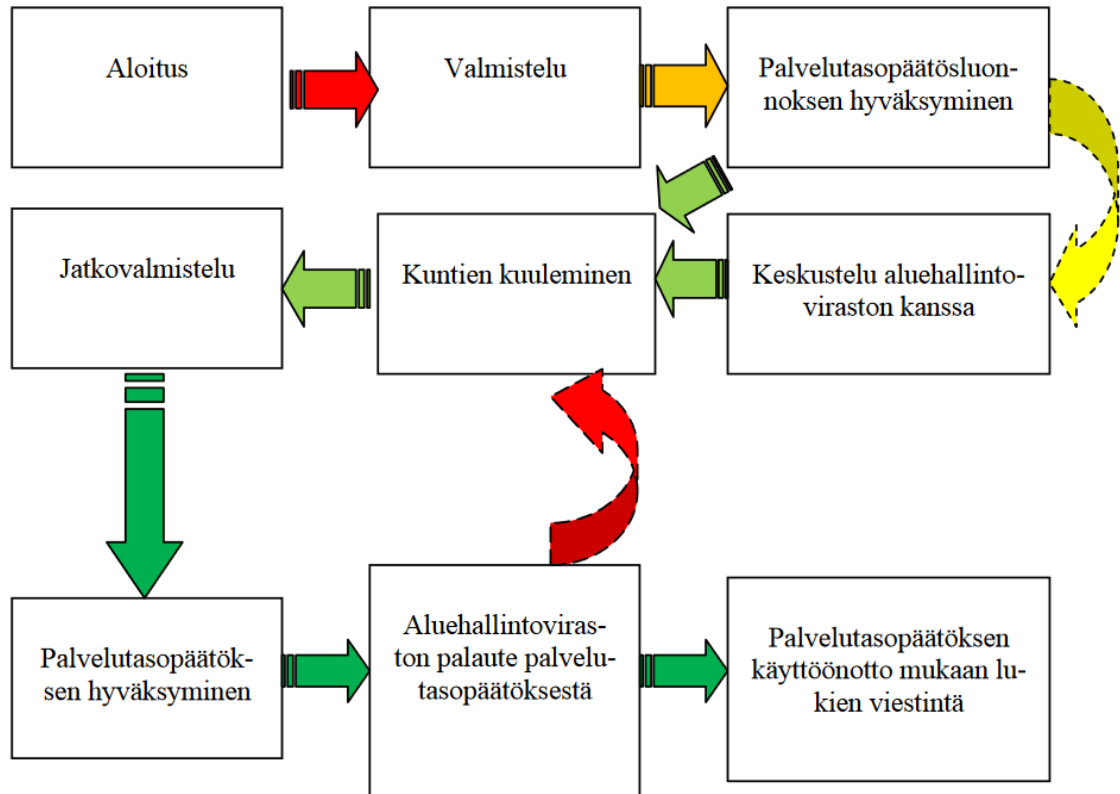 Aloitus
Valmistelu
Palvelutasopäätösluon-
noksen hyväksyminen
Jatkovalmistelu
Kuntien kuuleminen
Keskustelu aluehallinto-
viraston kanssa
Palvelutasopäätök-
sen hyväksyminen
Aluehallintoviras-
ton palaute palvelu-
tasopäätöksestä
Palvelutasopäätöksen
käyttöönotto mukaan lu-
kien viestintä